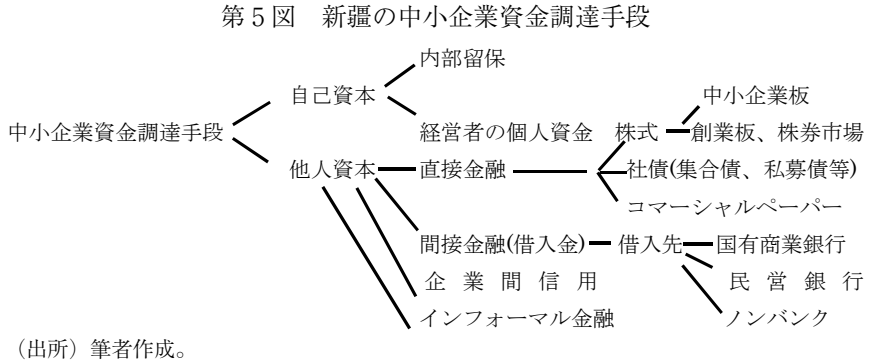 第5図　新疆の中小企業資金調達手段
内部留保
自己資本
中小企業板
中小企業資金調達手段
経営者の個人資金　株式　創業板、株券市場
他人資本　直接金融　社債(集合債、私募債等)
コマーシャルペーパー
間接金融(借入金)　借入先　国有商業銀行
企業間信用　民営銀行
インフォーマル金融　ノンバンク
（出所）筆者作成。